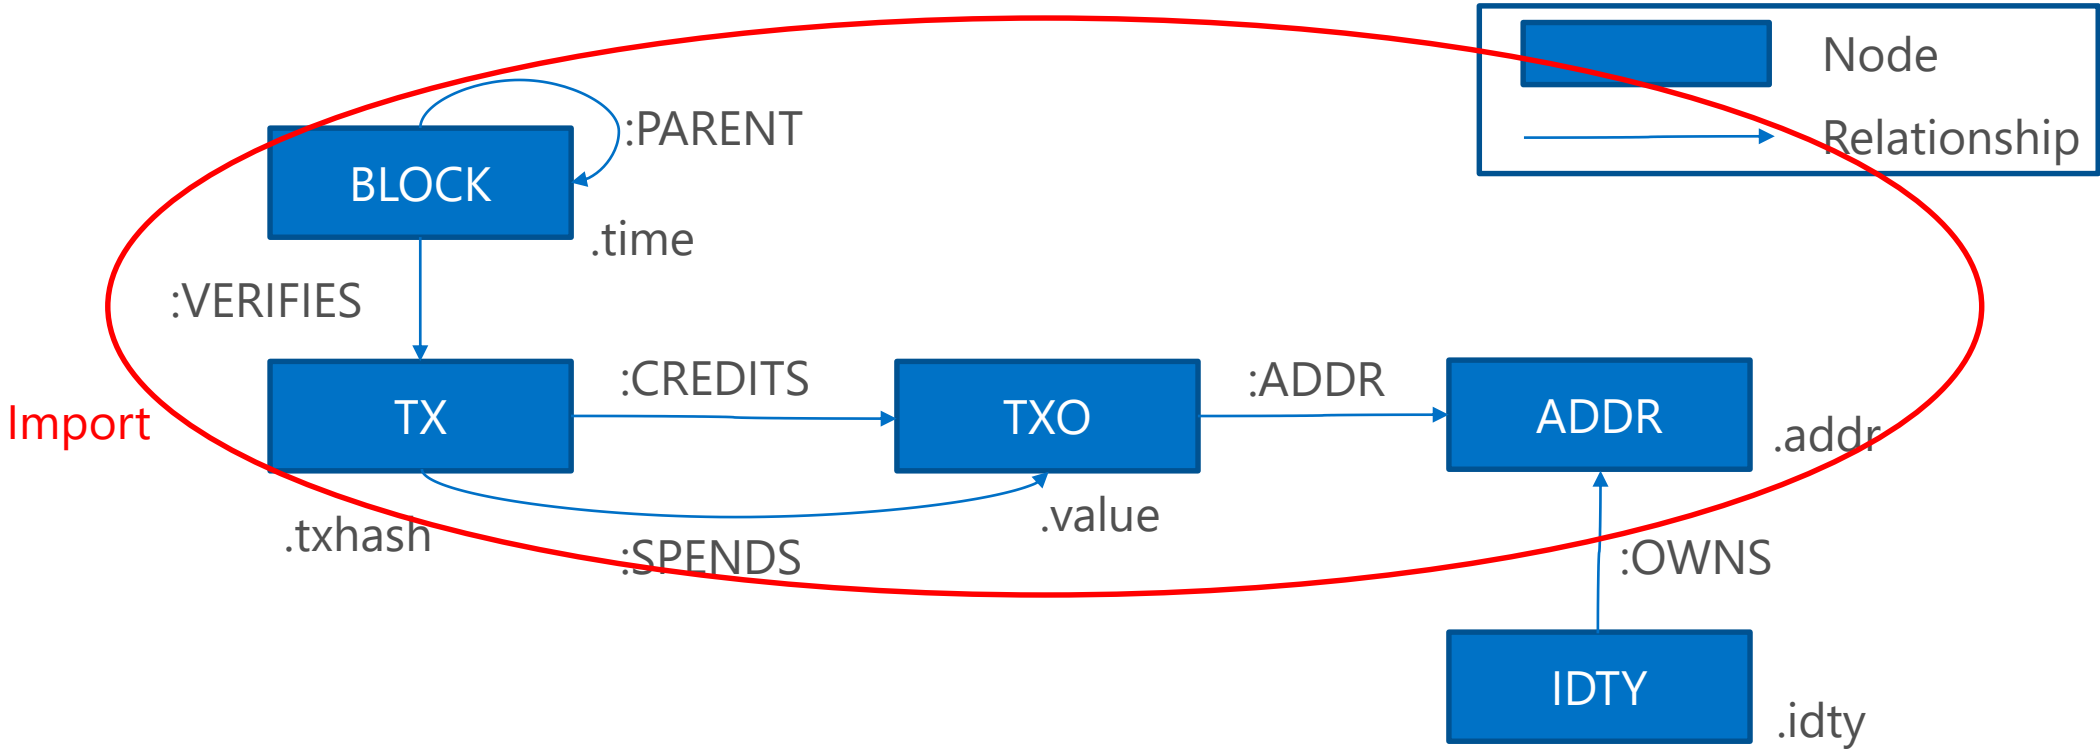 Node
Relationship
:PARENT
BLOCK
.time
:VERIFIES
TX
:CREDITS
TXO
:ADDR
ADDR
Import
.addr
.txhash
:SPENDS
.value
:OWNS
IDTY
.idty